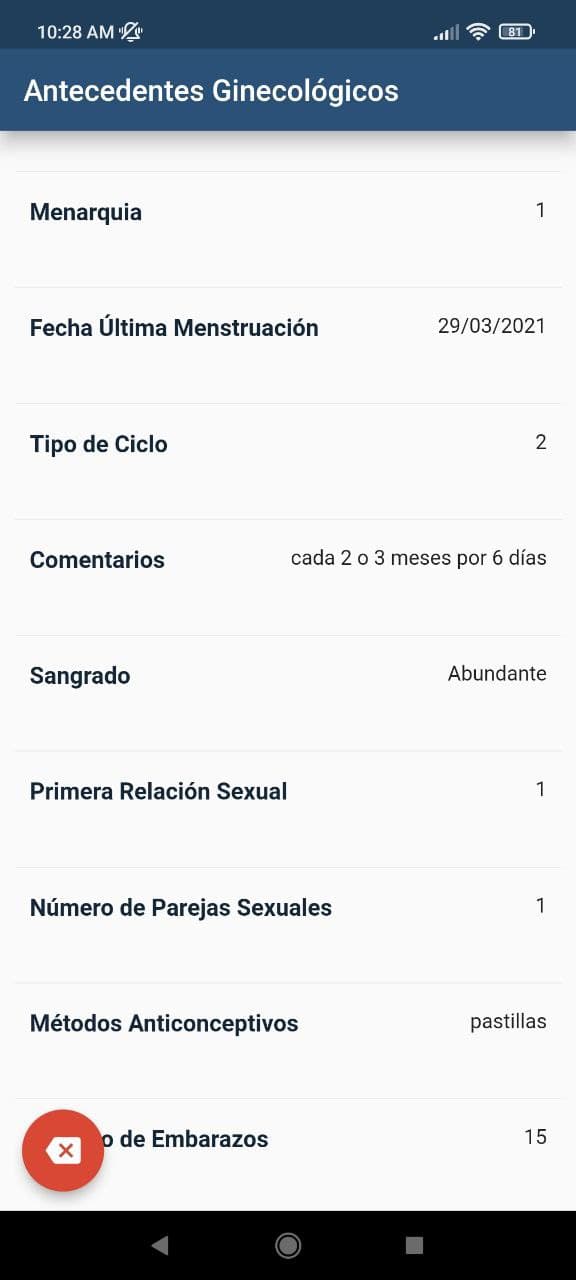 10:28 AM
81
Antecedentes Ginecológicos
Menarquia 1
Fecha Última Menstruación 29/03/2021
Tipo de Ciclo 2
Comentarios cada 2 o 3 meses por 6 días
Sangrado Abundante
Primera Relación Sexual 1
Número de Parejas Sexuales 1
Métodos Anticonceptivos pastillas
o de Embarazos 15